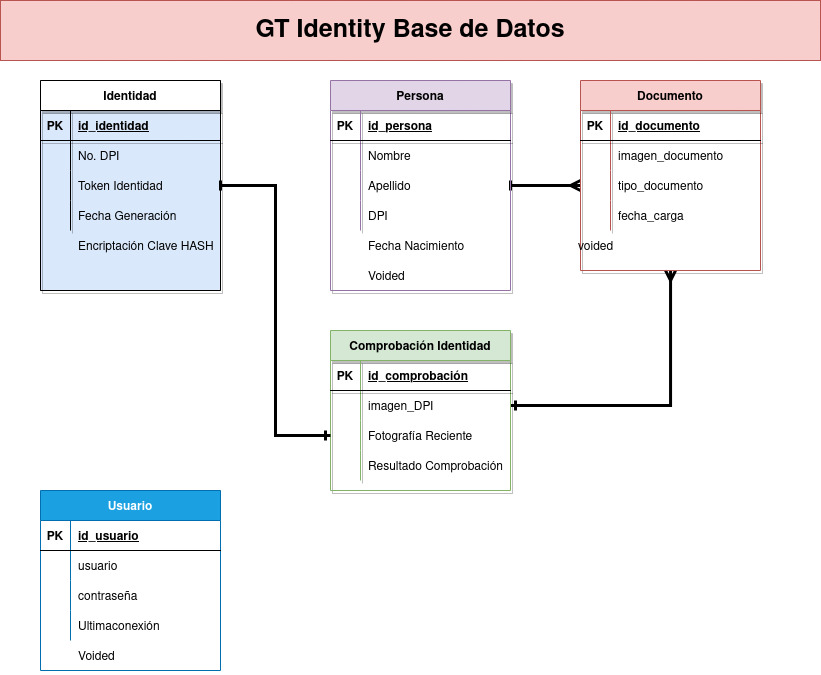 GT Identity Base de Datos
Identidad
PK id_identidad
No. DPI
Token Identidad
Fecha Generación
Encriptación Clave HASH
Persona
PK id_persona
Nombre
Apellido
DPI
Fecha Nacimiento
Voided
Documento
PK id_documento
imagen_documento
tipo_documento
fecha_carga
voided
Comprobación Identidad
PK id_comprobación
imagen_DPI
Fotografía Reciente
Resultado Comprobación
Usuario
PK id_usuario
usuario
contraseña
Ultimaconexión
Voided